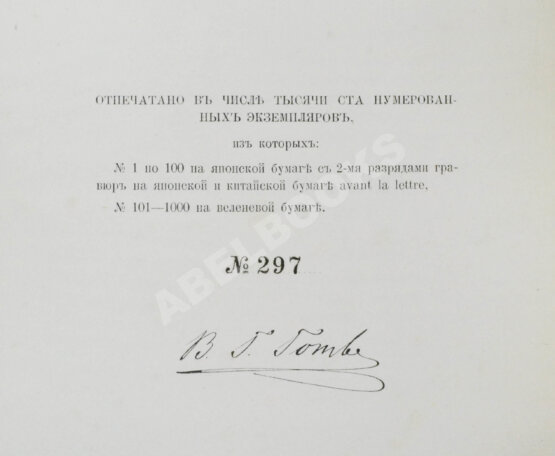 ОТПЕЧАТАНО ВЪ ЧИСЛѢ ТЫСЯЧИ СТА НУМЕРОВАН-
НЫХЪ ЭКЗЕМПЛЯРОВЪ,
изъ которыхъ:
№ 1 по 100 на японской бумагѣ съ 2-мя разрядами гра-
вюръ на японской и китайской бумагѣ avant la lettre,
№ 101—1000 на веленевой бумагѣ.
№ 297
В. Г. Готье
ABELBOOKS